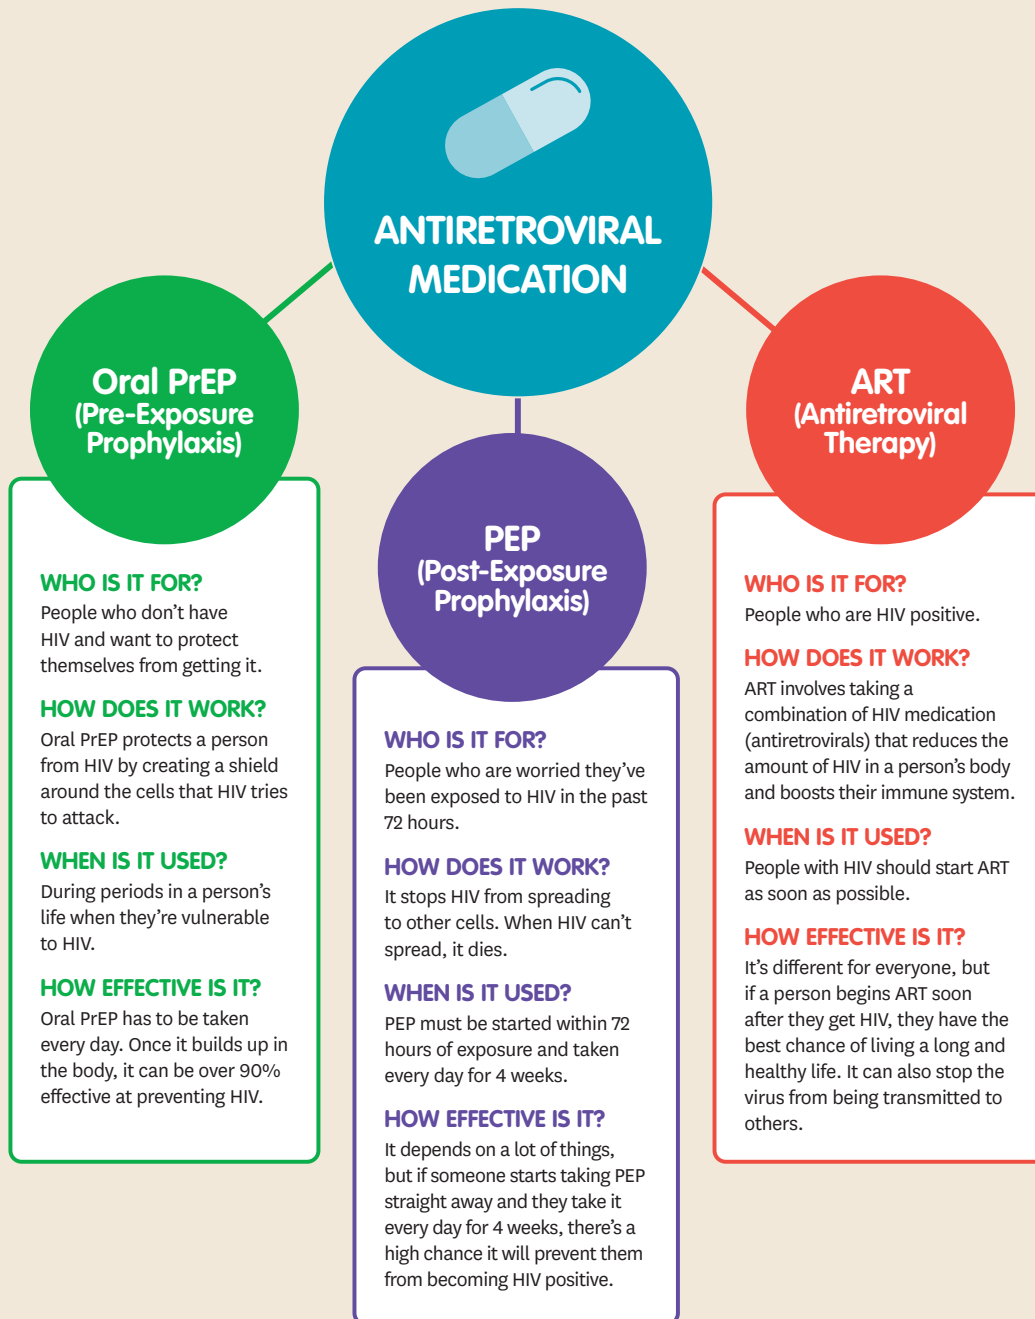 ANTIRETROVIRAL
MEDICATION
Oral PrEP
(Pre-Exposure
Prophylaxis)
WHO IS IT FOR?
People who don’t have
HIV and want to protect
themselves from getting it.
HOW DOES IT WORK?
Oral PrEP protects a person
from HIV by creating a shield
around the cells that HIV tries
to attack.
WHEN IS IT USED?
During periods in a person’s
life when they’re vulnerable
to HIV.
HOW EFFECTIVE IS IT?
Oral PrEP has to be taken
every day. Once it builds up in
the body, it can be over 90%
effective at preventing HIV.
PEP
(Post-Exposure
Prophylaxis)
WHO IS IT FOR?
People who are worried they’ve
been exposed to HIV in the past
72 hours.
HOW DOES IT WORK?
It stops HIV from spreading
to other cells. When HIV can’t
spread, it dies.
WHEN IS IT USED?
PEP must be started within 72
hours of exposure and taken
every day for 4 weeks.
HOW EFFECTIVE IS IT?
It depends on a lot of things,
but if someone starts taking PEP
straight away and they take it
every day for 4 weeks, there’s a
high chance it will prevent them
from becoming HIV positive.
ART
(Antiretroviral
Therapy)
WHO IS IT FOR?
People who are HIV positive.
HOW DOES IT WORK?
ART involves taking a
combination of HIV medication
(antiretrovirals) that reduces the
amount of HIV in a person’s body
and boosts their immune system.
WHEN IS IT USED?
People with HIV should start ART
as soon as possible.
HOW EFFECTIVE IS IT?
It’s different for everyone, but
if a person begins ART soon
after they get HIV, they have the
best chance of living a long and
healthy life. It can also stop the
virus from being transmitted to
others.